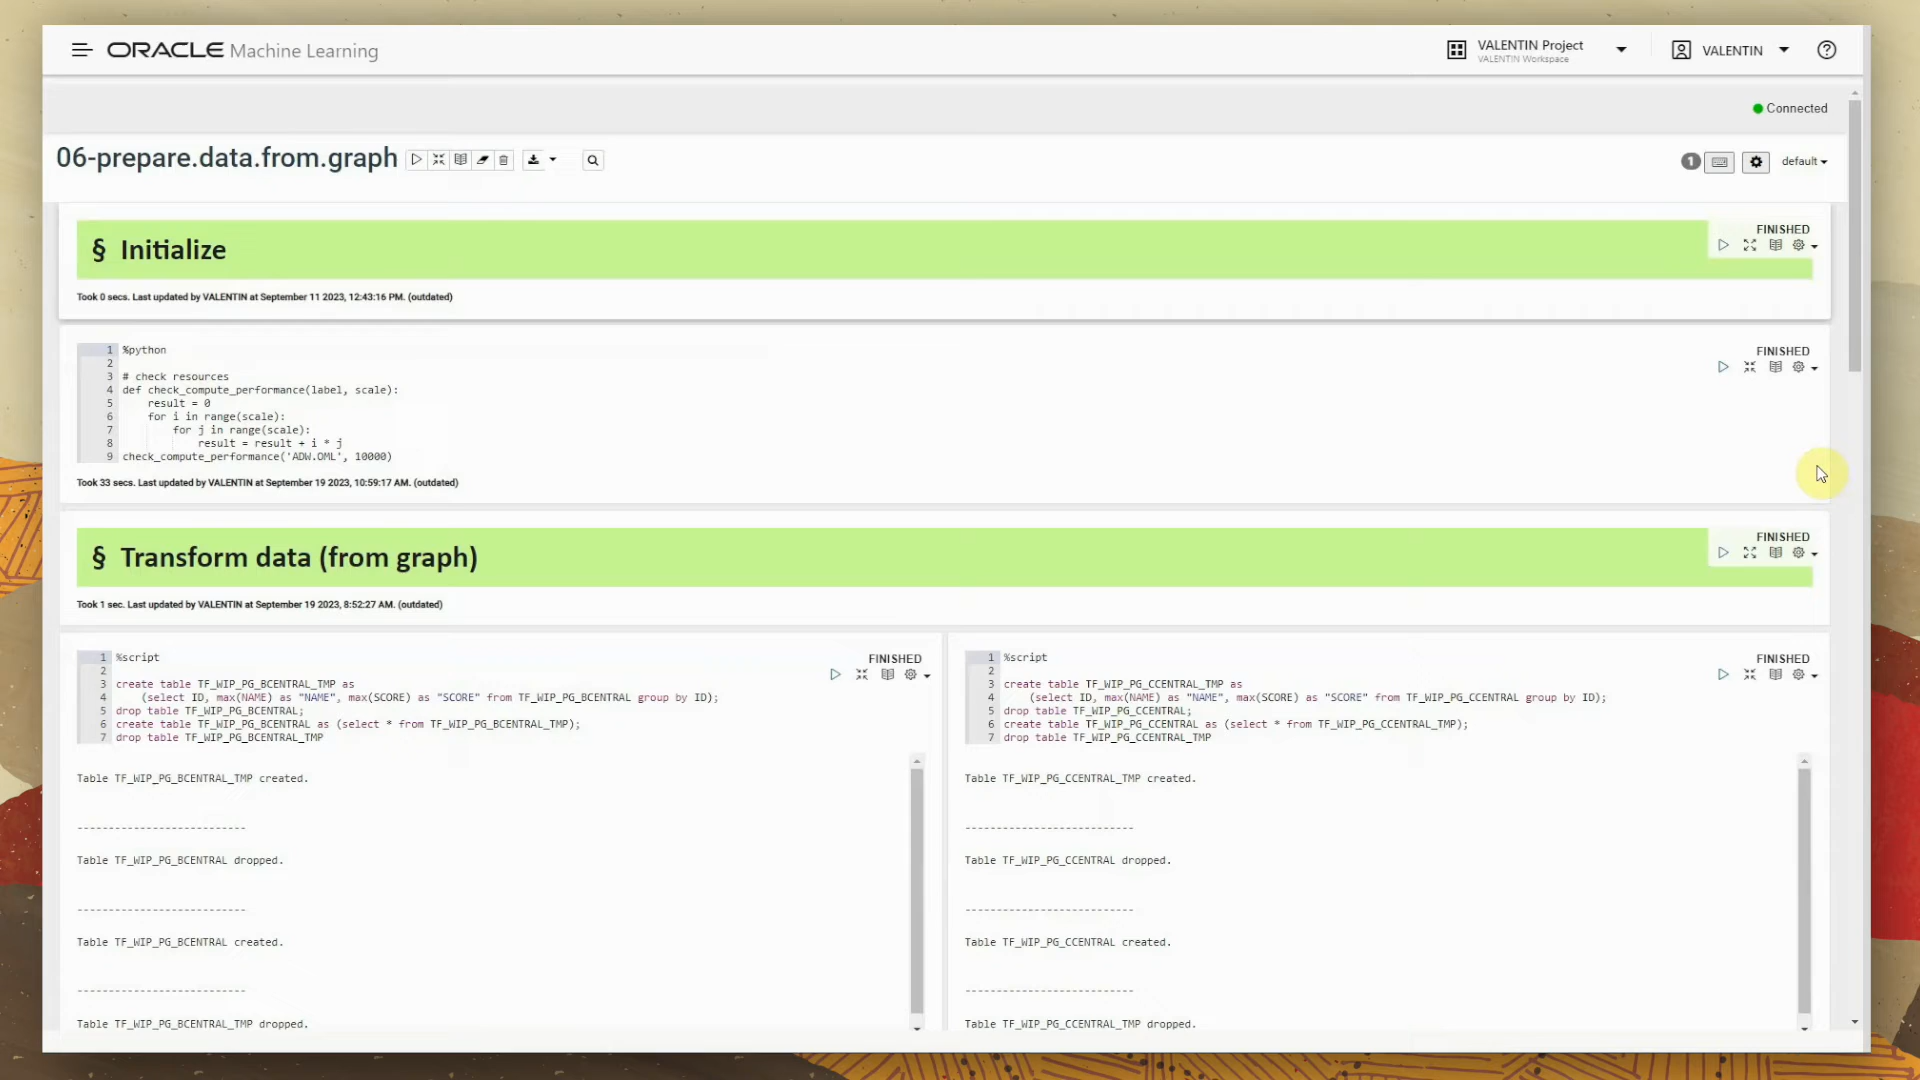 ORACLE Machine Learning
VALENTIN Project
VALENTIN Workspace
VALENTIN
Connected
06-prepare.data.from.graph
1
default
§ Initialize
FINISHED
Took 0 secs. Last updated by VALENTIN at September 11 2023, 12:43:16 PM. (outdated)
FINISHED
1 %python
2
3 # check resources
4 def check_compute_performance(label, scale):
5 result = 0
6 for i in range(scale):
7 for j in range(scale):
8 result = result + i * j
9 check_compute_performance('ADW.OML', 10000)
Took 33 secs. Last updated by VALENTIN at September 19 2023, 10:59:17 AM. (outdated)
§ Transform data (from graph)
FINISHED
Took 1 sec. Last updated by VALENTIN at September 19 2023, 8:52:27 AM. (outdated)
FINISHED
1 %script
2
3 create table TF_WIP_PG_BCENTRAL_TMP as
4 (select ID, max(NAME) as "NAME", max(SCORE) as "SCORE" from TF_WIP_PG_BCENTRAL group by ID);
5 drop table TF_WIP_PG_BCENTRAL;
6 create table TF_WIP_PG_BCENTRAL as (select * from TF_WIP_PG_BCENTRAL_TMP);
7 drop table TF_WIP_PG_BCENTRAL_TMP
Table TF_WIP_PG_BCENTRAL_TMP created.
---------------------------
Table TF_WIP_PG_BCENTRAL dropped.
---------------------------
Table TF_WIP_PG_BCENTRAL created.
---------------------------
Table TF_WIP_PG_BCENTRAL_TMP dropped.
FINISHED
1 %script
2
3 create table TF_WIP_PG_CCENTRAL_TMP as
4 (select ID, max(NAME) as "NAME", max(SCORE) as "SCORE" from TF_WIP_PG_CCENTRAL group by ID);
5 drop table TF_WIP_PG_CCENTRAL;
6 create table TF_WIP_PG_CCENTRAL as (select * from TF_WIP_PG_CCENTRAL_TMP);
7 drop table TF_WIP_PG_CCENTRAL_TMP
Table TF_WIP_PG_CCENTRAL_TMP created.
---------------------------
Table TF_WIP_PG_CCENTRAL dropped.
---------------------------
Table TF_WIP_PG_CCENTRAL created.
---------------------------
Table TF_WIP_PG_CCENTRAL_TMP dropped.